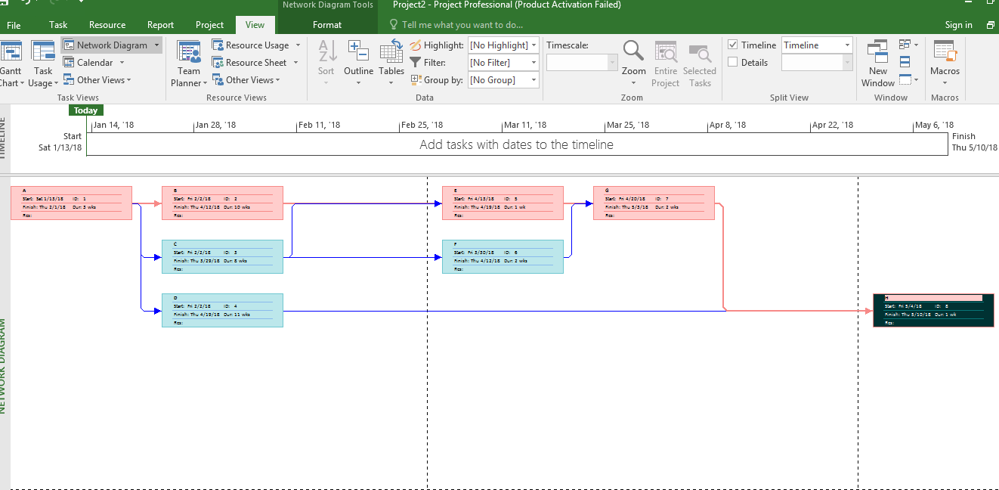 Network Diagram Tools
Project2 - Project Professional (Product Activation Failed)
File Task Resource Report Project View Format Tell me what you want to do... Sign in
Gantt
Chart
Task
Usage
Network Diagram
Calendar
Other Views
Task Views
Team
Planner
Resource Usage
Resource Sheet
Other Views
Resource Views
Sort
Outline
Tables
Highlight: [No Highlight]
Filter: [No Filter]
Group by: [No Group]
Data
Timescale:
Zoom
Entire
Project
Selected
Tasks
Zoom
Timeline Timeline
Details
Split View
New
Window
Window
Macros
Macros
TIMELINE
Today
Jan 14, '18 Jan 28, '18 Feb 11, '18 Feb 25, '18 Mar 11, '18 Mar 25, '18 Apr 8, '18 Apr 22, '18 May 6, '18
Start
Sat 1/13/18
Add tasks with dates to the timeline
Finish
Thu 5/10/18
NETWORK DIAGRAM
A
Start: Sat 1/13/18 ID: 1
Finish: Thu 2/1/18 Dur: 3 wks
Res:
B
Start: Fri 2/2/18 ID: 2
Finish: Thu 4/12/18 Dur: 10 wks
Res:
E
Start: Fri 4/13/18 ID: 5
Finish: Thu 4/19/18 Dur: 1 wk
Res:
G
Start: Fri 4/20/18 ID: 7
Finish: Thu 5/3/18 Dur: 2 wks
Res:
C
Start: Fri 2/2/18 ID: 3
Finish: Thu 3/29/18 Dur: 8 wks
Res:
F
Start: Fri 3/30/18 ID: 6
Finish: Thu 4/12/18 Dur: 2 wks
Res:
D
Start: Fri 2/2/18 ID: 4
Finish: Thu 4/19/18 Dur: 11 wks
Res:
H
Start: Fri 5/4/18 ID: 8
Finish: Thu 5/10/18 Dur: 1 wk
Res: